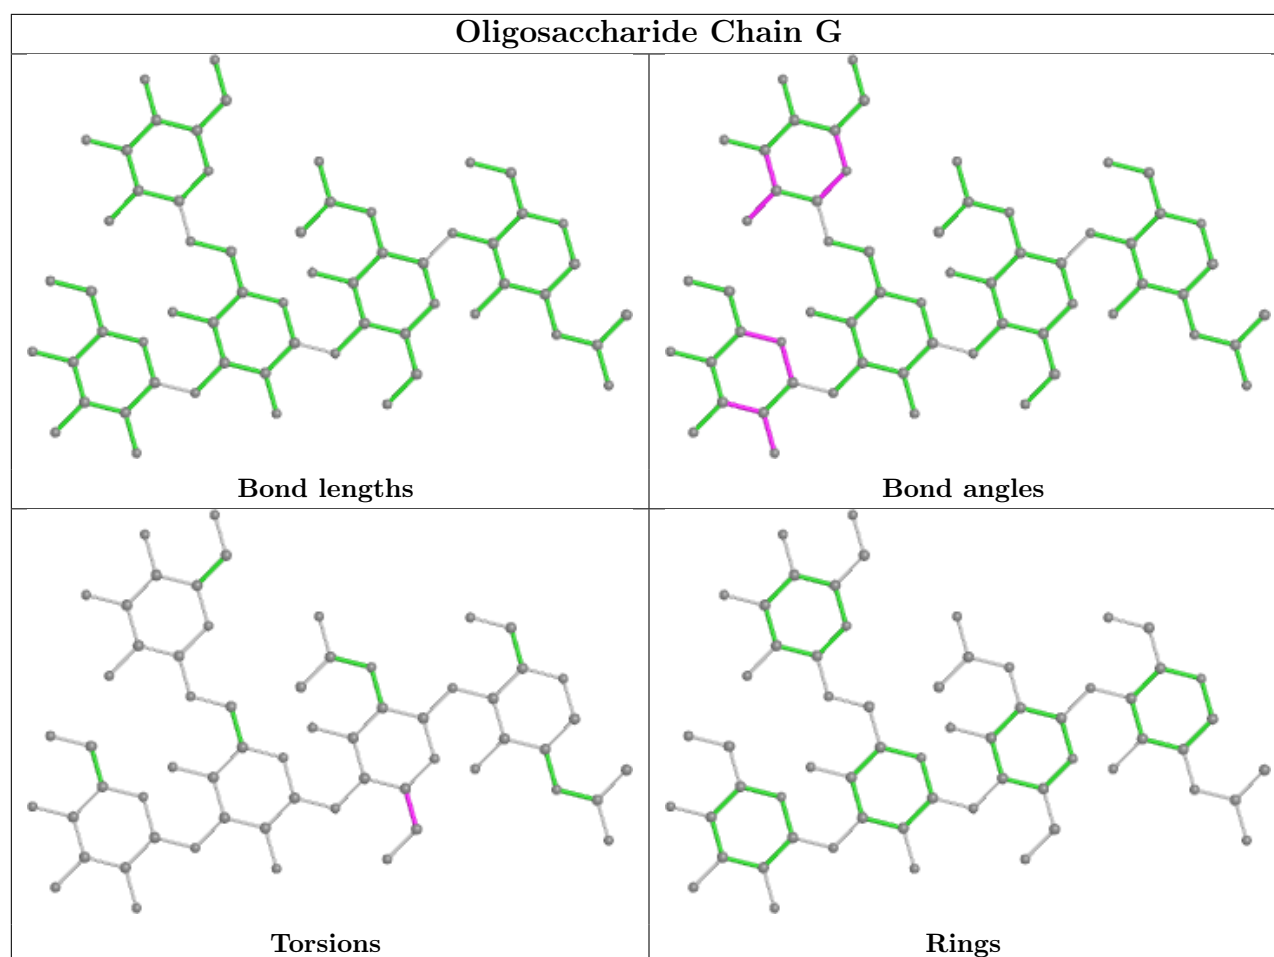 Oligosaccharide Chain G
Bond lengths
Bond angles
Torsions
Rings